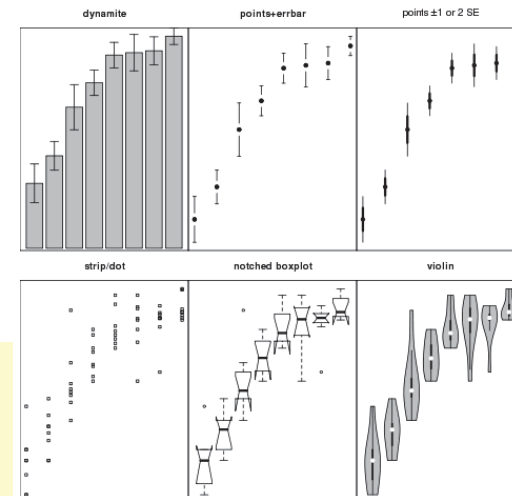 dynamite
points+errbar
points ±1 or 2 SE
strip/dot
notched boxplot
violin